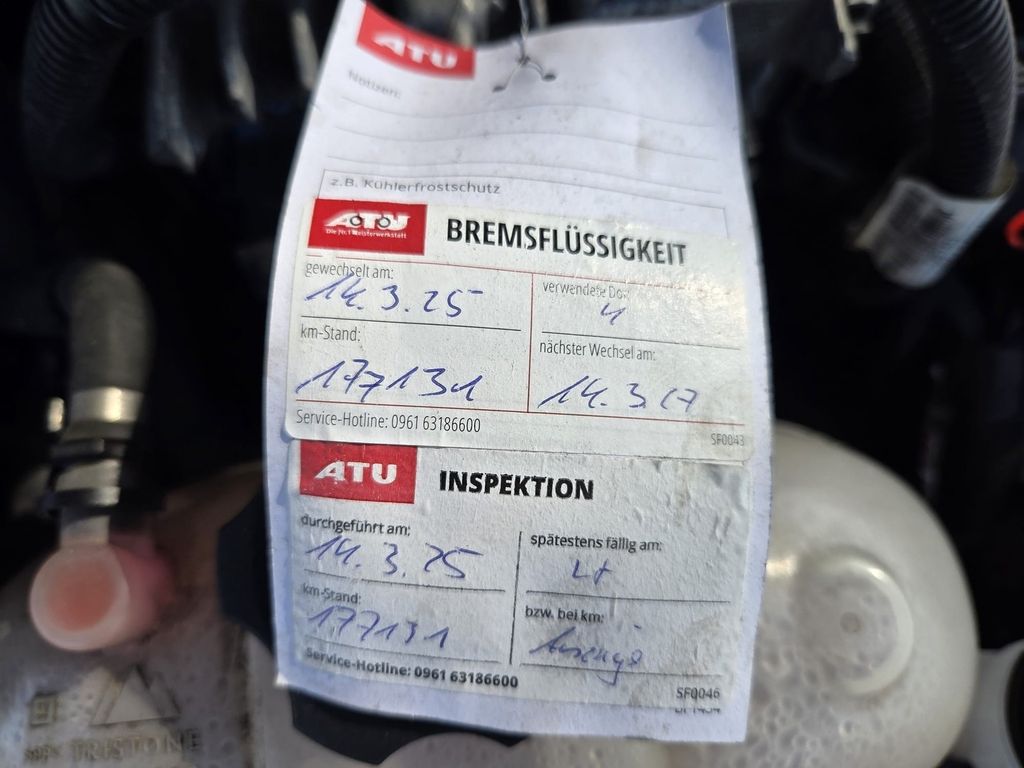 ATU
Notizen:
z.B. Kühlerfrostschutz
ATU
Die Nr. 1 Meisterwerkstatt
BREMSFLÜSSIGKEIT
gewechselt am:
14.3.25
verwendete Dot:
4
km-Stand:
177131
nächster Wechsel am:
14.3.27
Service-Hotline: 0961 63186600
SF0043
ATU
INSPEKTION
durchgeführt am:
14.3.25
spätestens fällig am:
Lt
km-Stand:
177131
bzw. bei km:
Anzeige
Service-Hotline: 0961 63186600
SF0046
TRISTONE